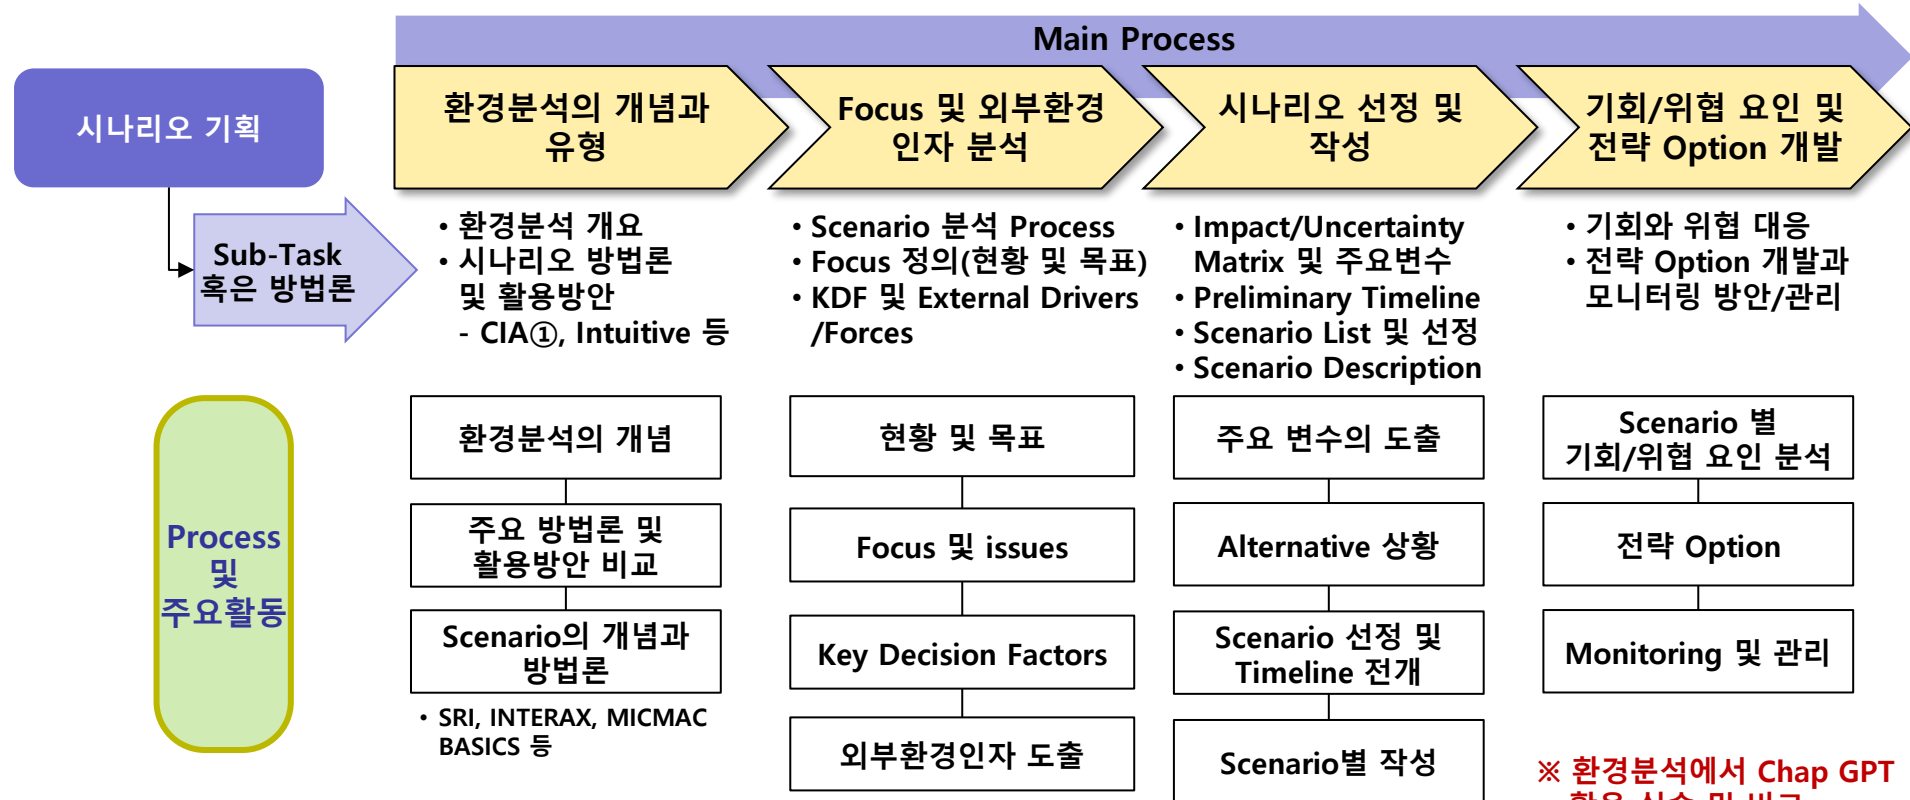 Main Process
시나리오 기획
환경분석의 개념과
유형
Focus 및 외부환경
인자 분석
시나리오 선정 및
작성
기회/위협 요인 및
전략 Option 개발
Sub-Task
혹은 방법론
• 환경분석 개요
• 시나리오 방법론
및 활용방안
- CIA①, Intuitive 등
• Scenario 분석 Process
• Focus 정의(현황 및 목표)
• KDF 및 External Drivers
/Forces
• Impact/Uncertainty
Matrix 및 주요변수
• Preliminary Timeline
• Scenario List 및 선정
• Scenario Description
• 기회와 위협 대응
• 전략 Option 개발과
모니터링 방안/관리
Process
및
주요활동
환경분석의 개념
주요 방법론 및
활용방안 비교
Scenario의 개념과
방법론
• SRI, INTERAX, MICMAC
BASICS 등
현황 및 목표
Focus 및 issues
Key Decision Factors
외부환경인자 도출
주요 변수의 도출
Alternative 상황
Scenario 선정 및
Timeline 전개
Scenario별 작성
Scenario 별
기회/위협 요인 분석
전략 Option
Monitoring 및 관리
※ 환경분석에서 Chap GPT